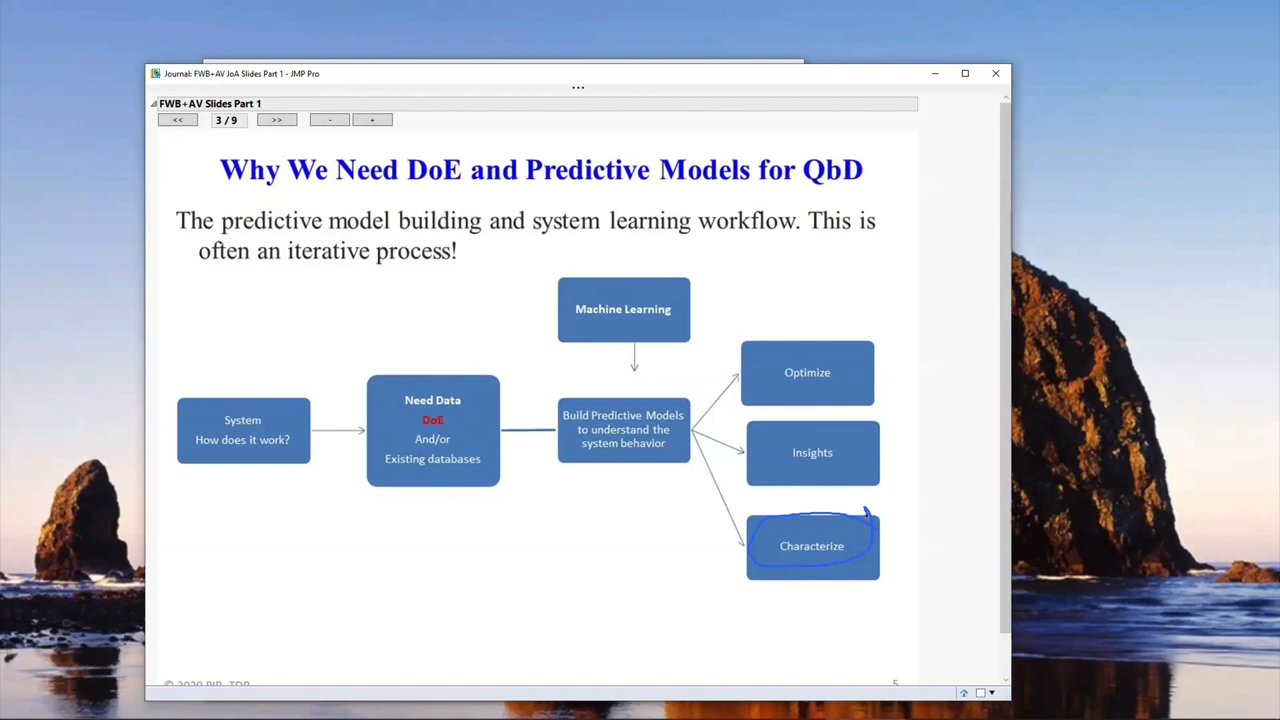 Journal: FWB+AV JoA Slides Part 1 - JMP Pro
FWB+AV Slides Part 1
<< 3 / 9 >> - +
Why We Need DoE and Predictive Models for QbD
The predictive model building and system learning workflow. This is
often an iterative process!
Machine Learning
System
How does it work?
Need Data
DoE
And/or
Existing databases
Build Predictive Models
to understand the
system behavior
Optimize
Insights
Characterize
5